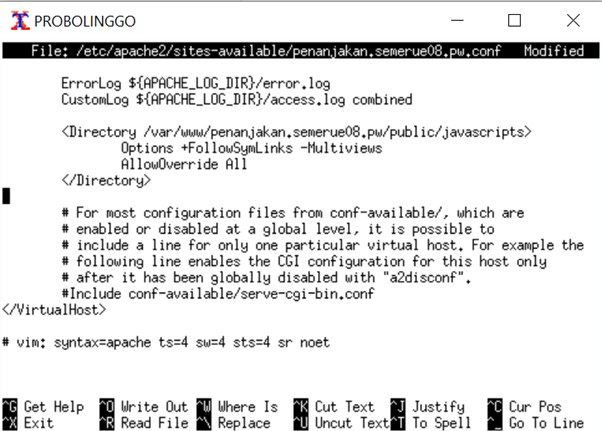 PROBOLINGGO
File: /etc/apache2/sites-available/penanjakan.semerue08.pw.conf Modified
ErrorLog ${APACHE_LOG_DIR}/error.log
CustomLog ${APACHE_LOG_DIR}/access.log combined
<Directory /var/www/penanjakan.semerue08.pw/public/javascripts>
Options +FollowSymLinks -Multiviews
AllowOverride All
</Directory>
# For most configuration files from conf-available/, which are
# enabled or disabled at a global level, it is possible to
# include a line for only one particular virtual host. For example the
# following line enables the CGI configuration for this host only
# after it has been globally disabled with "a2disconf".
#Include conf-available/serve-cgi-bin.conf
</VirtualHost>
# vim: syntax=apache ts=4 sw=4 sts=4 sr noet
^G Get Help ^O Write Out ^W Where Is ^K Cut Text ^J Justify ^C Cur Pos
^X Exit ^R Read File ^\ Replace ^U Uncut Text ^T To Spell ^_ Go To Line